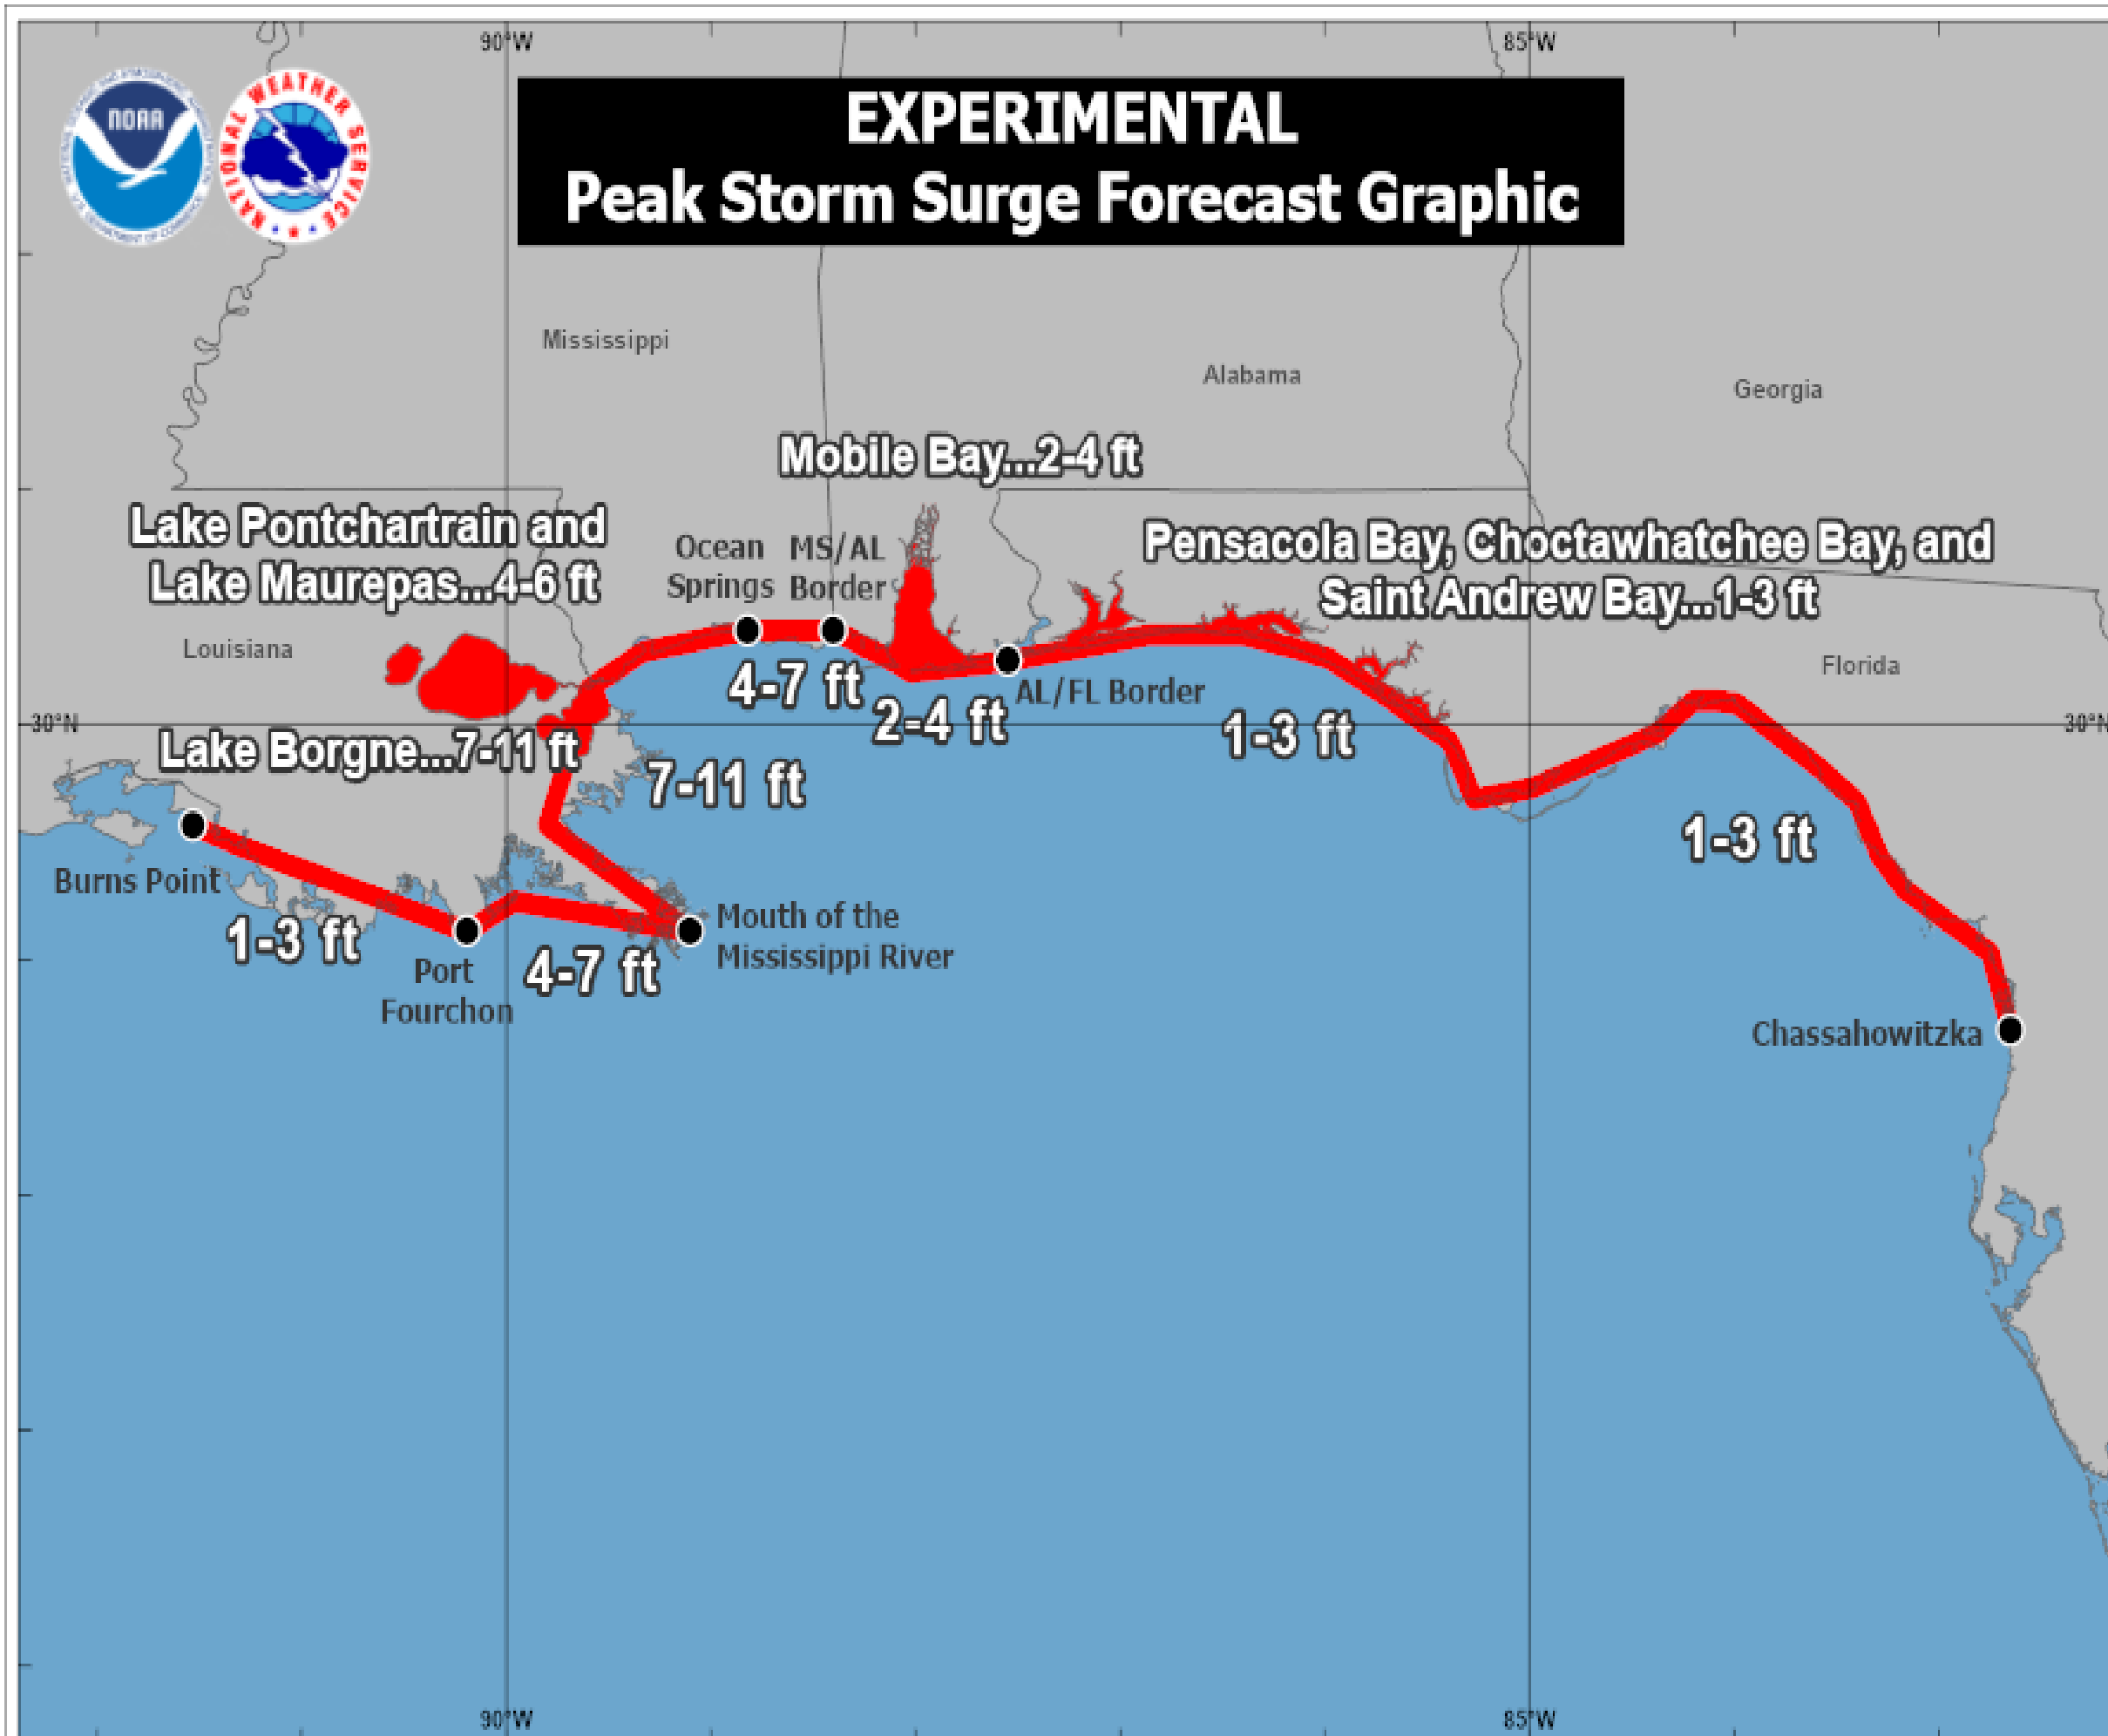 90°W
85°W
NOAA
NATIONAL WEATHER SERVICE
EXPERIMENTAL
Peak Storm Surge Forecast Graphic
Mississippi
Alabama
Georgia
Mobile Bay...2-4 ft
Lake Pontchartrain and
Lake Maurepas...4-6 ft
Ocean
Springs
MS/AL
Border
Pensacola Bay, Choctawhatchee Bay, and
Saint Andrew Bay...1-3 ft
Louisiana
Florida
4-7 ft
AL/FL Border
2-4 ft
30°N
30°N
1-3 ft
Lake Borgne...7-11 ft
7-11 ft
1-3 ft
Burns Point
1-3 ft
Port
Fourchon
4-7 ft
Mouth of the
Mississippi River
Chassahowitzka
90°W
85°W